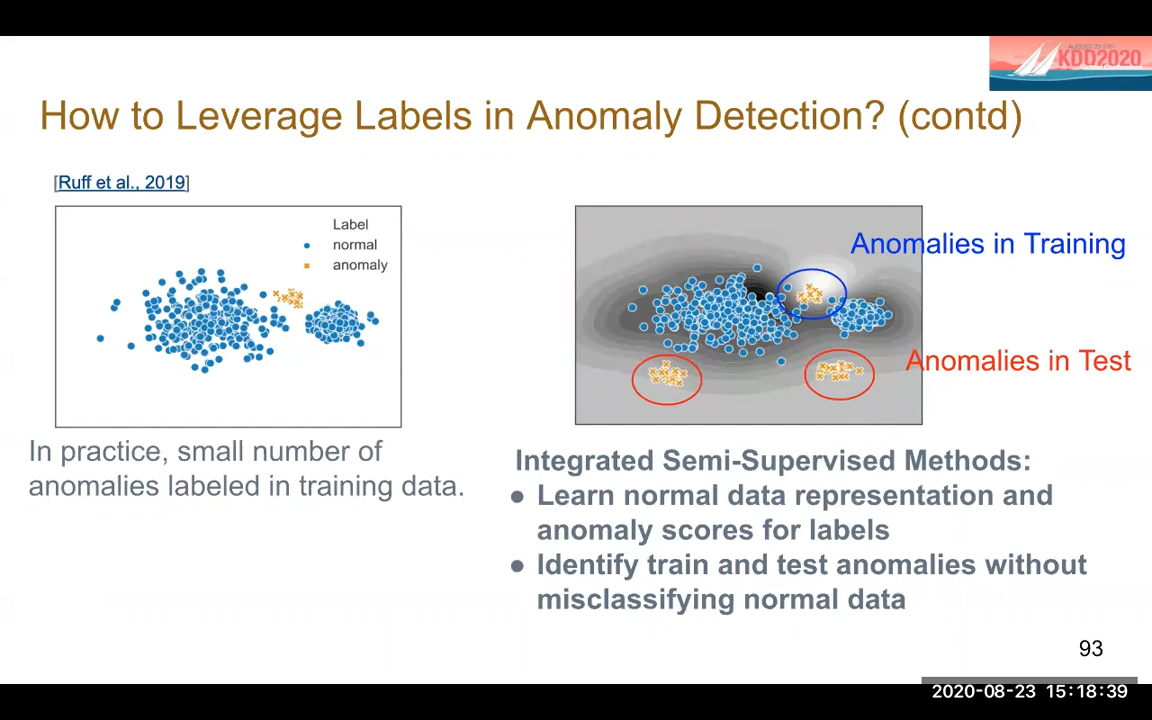 KDD2020
How to Leverage Labels in Anomaly Detection? (contd)
[Ruff et al., 2019]
Label
normal
anomaly
In practice, small number of
anomalies labeled in training data.
Anomalies in Training
Anomalies in Test
Integrated Semi-Supervised Methods:
● Learn normal data representation and
anomaly scores for labels
● Identify train and test anomalies without
misclassifying normal data
93
2020-08-23 15:18:39